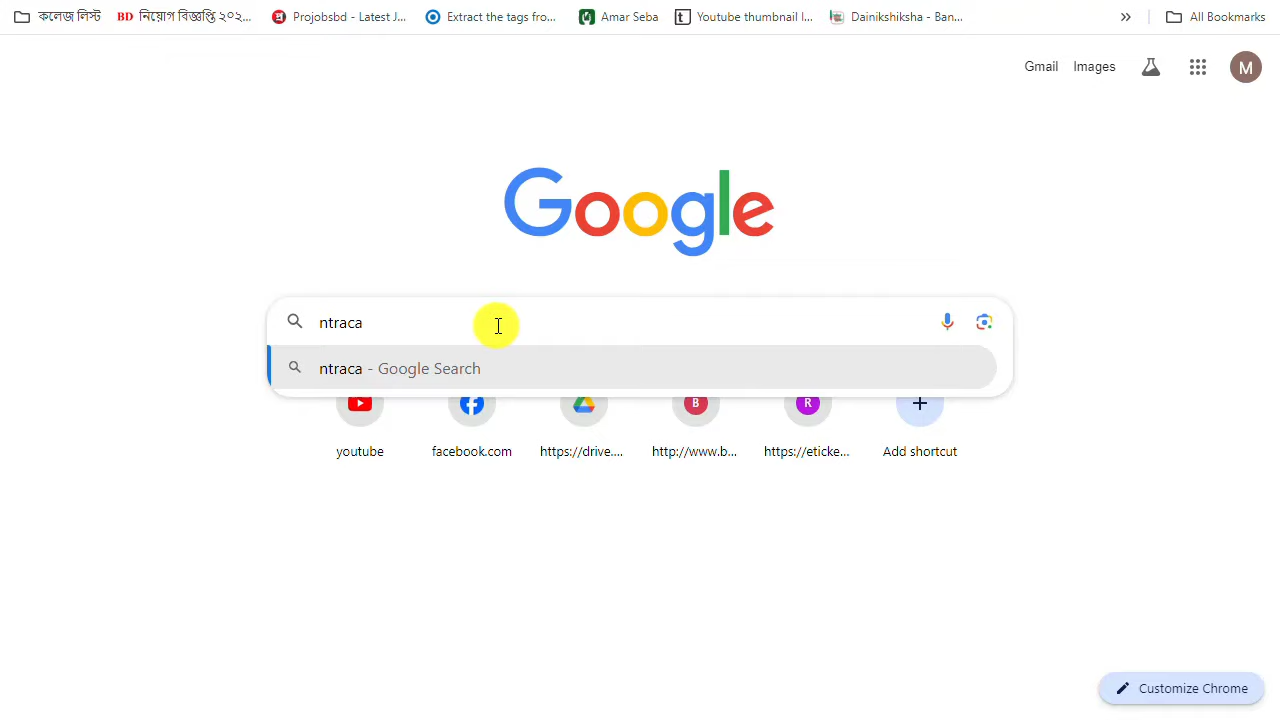 কলেজ লিস্ট BD নিয়োগ বিজ্ঞপ্তি ২০২... Projobsbd - Latest J... Extract the tags fro... Amar Seba t Youtube thumbnail l... Dainikshiksha - Ban... » All Bookmarks
Gmail Images M
Google
ntraca
ntraca - Google Search
B R +
youtube facebook.com https://drive.... http://www.b... https://eticke... Add shortcut
Customize Chrome